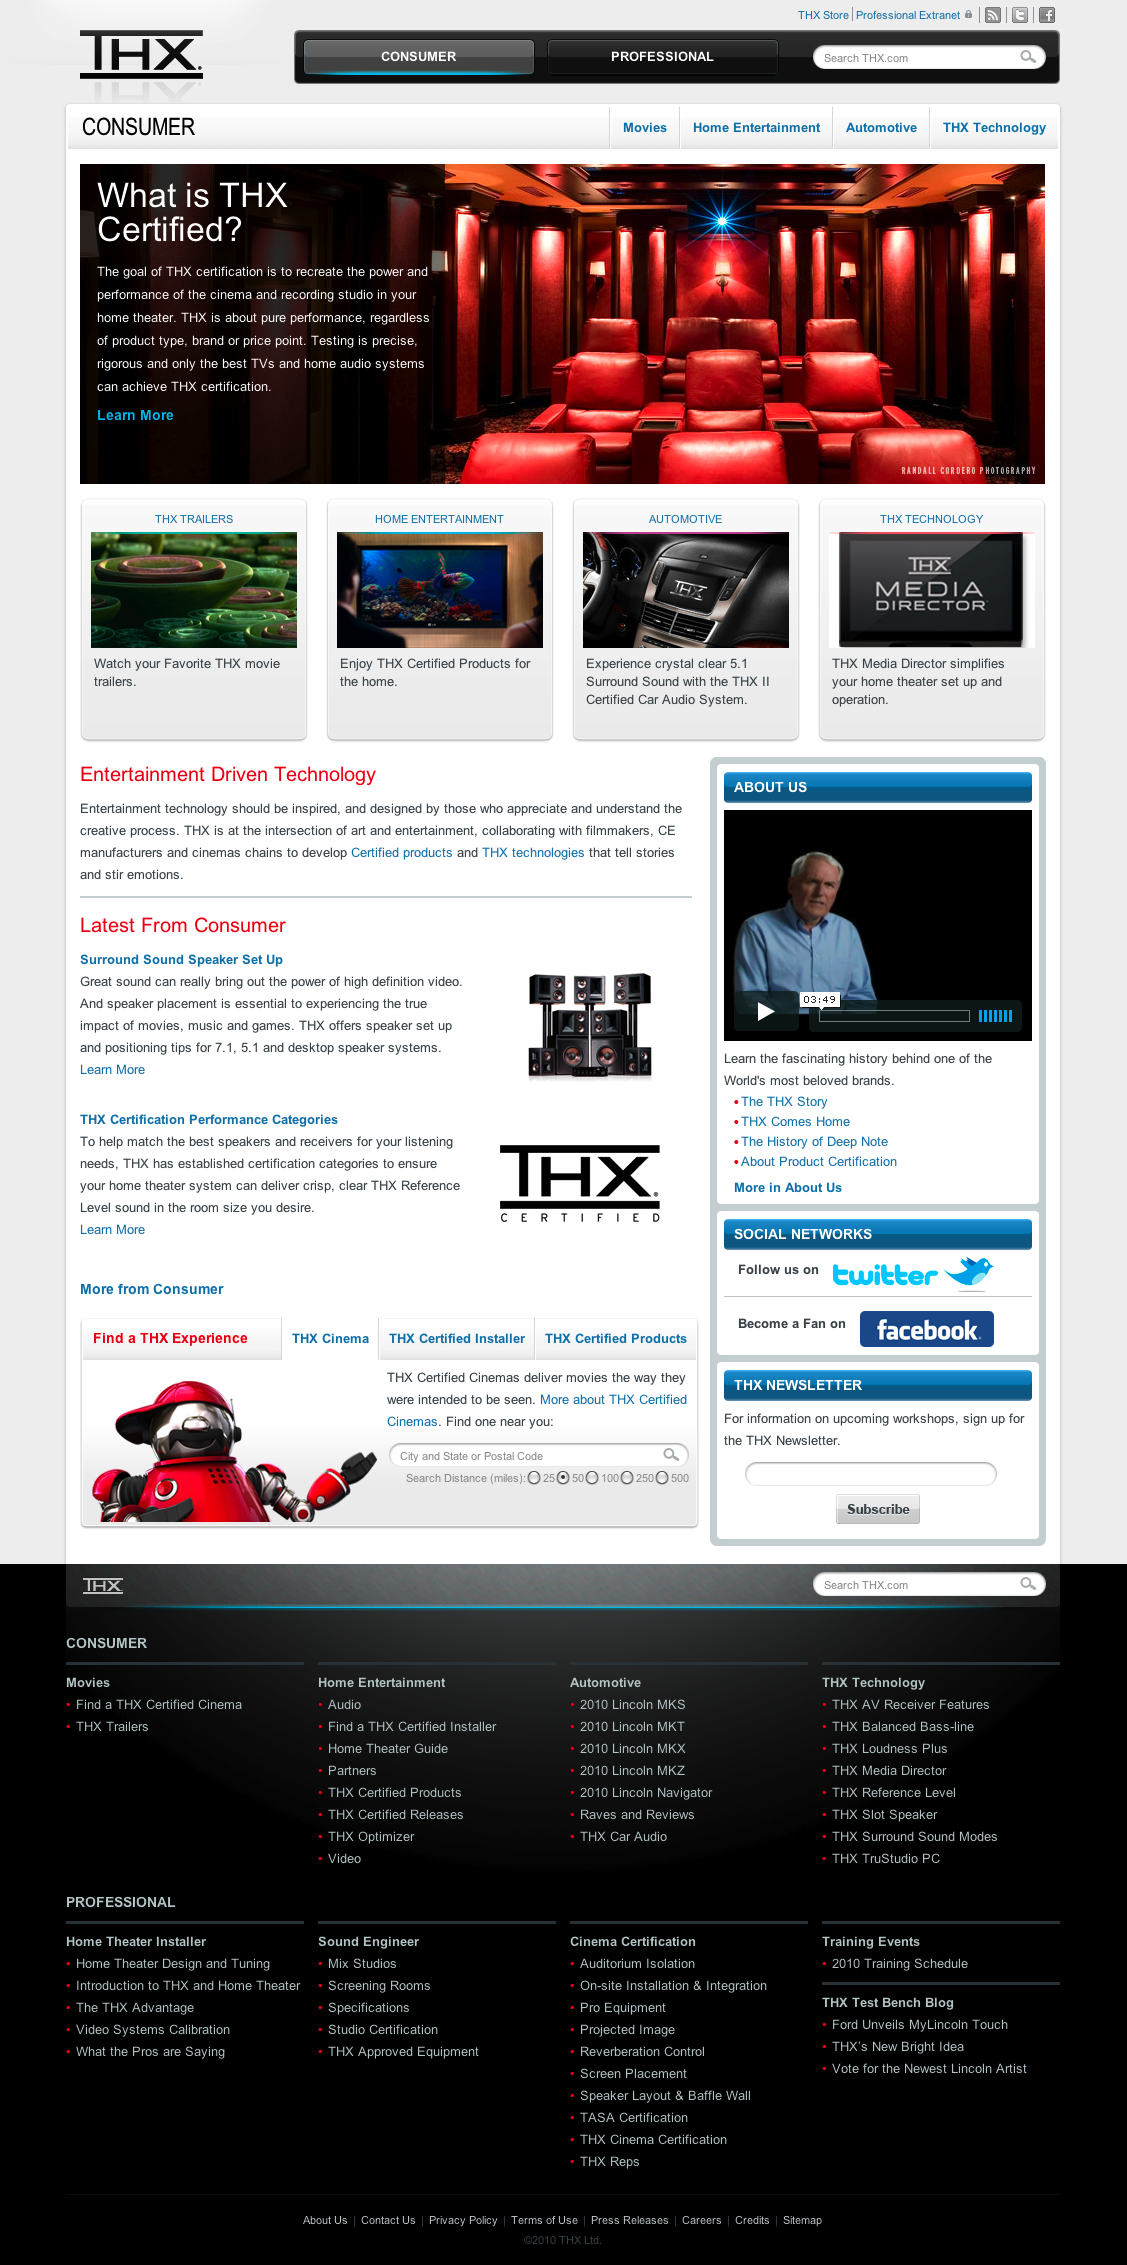 THX Store
Professional Extranet
THX
CONSUMER
PROFESSIONAL
Search THX.com
CONSUMER
Movies
Home Entertainment
Automotive
THX Technology
What is THX
Certified?
The goal of THX certification is to recreate the power and
performance of the cinema and recording studio in your
home theater. THX is about pure performance, regardless
of product type, brand or price point. Testing is precise,
rigorous and only the best TVs and home audio systems
can achieve THX certification.
Learn More
RANDALL CORDERO PHOTOGRAPHY
THX TRAILERS
Watch your Favorite THX movie
trailers.
HOME ENTERTAINMENT
Enjoy THX Certified Products for
the home.
AUTOMOTIVE
THX
Experience crystal clear 5.1
Surround Sound with the THX II
Certified Car Audio System.
THX TECHNOLOGY
THX
MEDIA
DIRECTOR
THX Media Director simplifies
your home theater set up and
operation.
Entertainment Driven Technology
Entertainment technology should be inspired, and designed by those who appreciate and understand the
creative process. THX is at the intersection of art and entertainment, collaborating with filmmakers, CE
manufacturers and cinemas chains to develop Certified products and THX technologies that tell stories
and stir emotions.
Latest From Consumer
Surround Sound Speaker Set Up
Great sound can really bring out the power of high definition video.
And speaker placement is essential to experiencing the true
impact of movies, music and games. THX offers speaker set up
and positioning tips for 7.1, 5.1 and desktop speaker systems.
Learn More
THX Certification Performance Categories
To help match the best speakers and receivers for your listening
needs, THX has established certification categories to ensure
your home theater system can deliver crisp, clear THX Reference
Level sound in the room size you desire.
Learn More
THX
CERTIFIED
More from Consumer
Find a THX Experience
THX Cinema
THX Certified Installer
THX Certified Products
THX Certified Cinemas deliver movies the way they
were intended to be seen. More about THX Certified
Cinemas. Find one near you:
City and State or Postal Code
Search Distance (miles): 25 50 100 250 500
ABOUT US
03:49
Learn the fascinating history behind one of the
World's most beloved brands.
• The THX Story
• THX Comes Home
• The History of Deep Note
• About Product Certification
More in About Us
SOCIAL NETWORKS
Follow us on twitter
Become a Fan on facebook
THX NEWSLETTER
For information on upcoming workshops, sign up for
the THX Newsletter.
Subscribe
THX
Search THX.com
CONSUMER
Movies
• Find a THX Certified Cinema
• THX Trailers
Home Entertainment
• Audio
• Find a THX Certified Installer
• Home Theater Guide
• Partners
• THX Certified Products
• THX Certified Releases
• THX Optimizer
• Video
Automotive
• 2010 Lincoln MKS
• 2010 Lincoln MKT
• 2010 Lincoln MKX
• 2010 Lincoln MKZ
• 2010 Lincoln Navigator
• Raves and Reviews
• THX Car Audio
THX Technology
• THX AV Receiver Features
• THX Balanced Bass-line
• THX Loudness Plus
• THX Media Director
• THX Reference Level
• THX Slot Speaker
• THX Surround Sound Modes
• THX TruStudio PC
PROFESSIONAL
Home Theater Installer
• Home Theater Design and Tuning
• Introduction to THX and Home Theater
• The THX Advantage
• Video Systems Calibration
• What the Pros are Saying
Sound Engineer
• Mix Studios
• Screening Rooms
• Specifications
• Studio Certification
• THX Approved Equipment
Cinema Certification
• Auditorium Isolation
• On-site Installation & Integration
• Pro Equipment
• Projected Image
• Reverberation Control
• Screen Placement
• Speaker Layout & Baffle Wall
• TASA Certification
• THX Cinema Certification
• THX Reps
Training Events
• 2010 Training Schedule
THX Test Bench Blog
• Ford Unveils MyLincoln Touch
• THX's New Bright Idea
• Vote for the Newest Lincoln Artist
About Us | Contact Us | Privacy Policy | Terms of Use | Press Releases | Careers | Credits | Sitemap
©2010 THX Ltd.